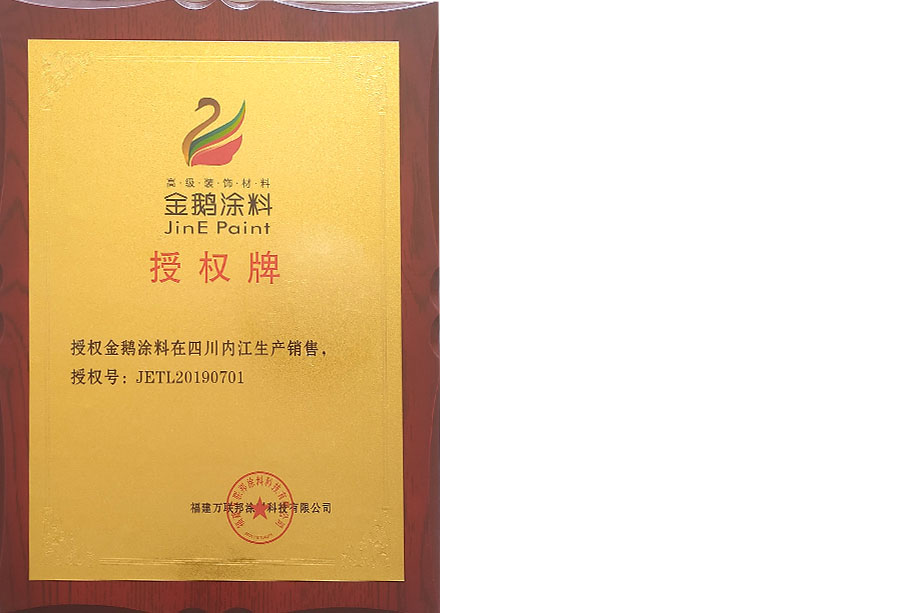 高·级·装·饰·材·料
金鹅涂料
JinE Paint
授权牌
授权金鹅涂料在四川内江生产销售，
授权号：JETL20190701
福建万联邦涂料科技有限公司